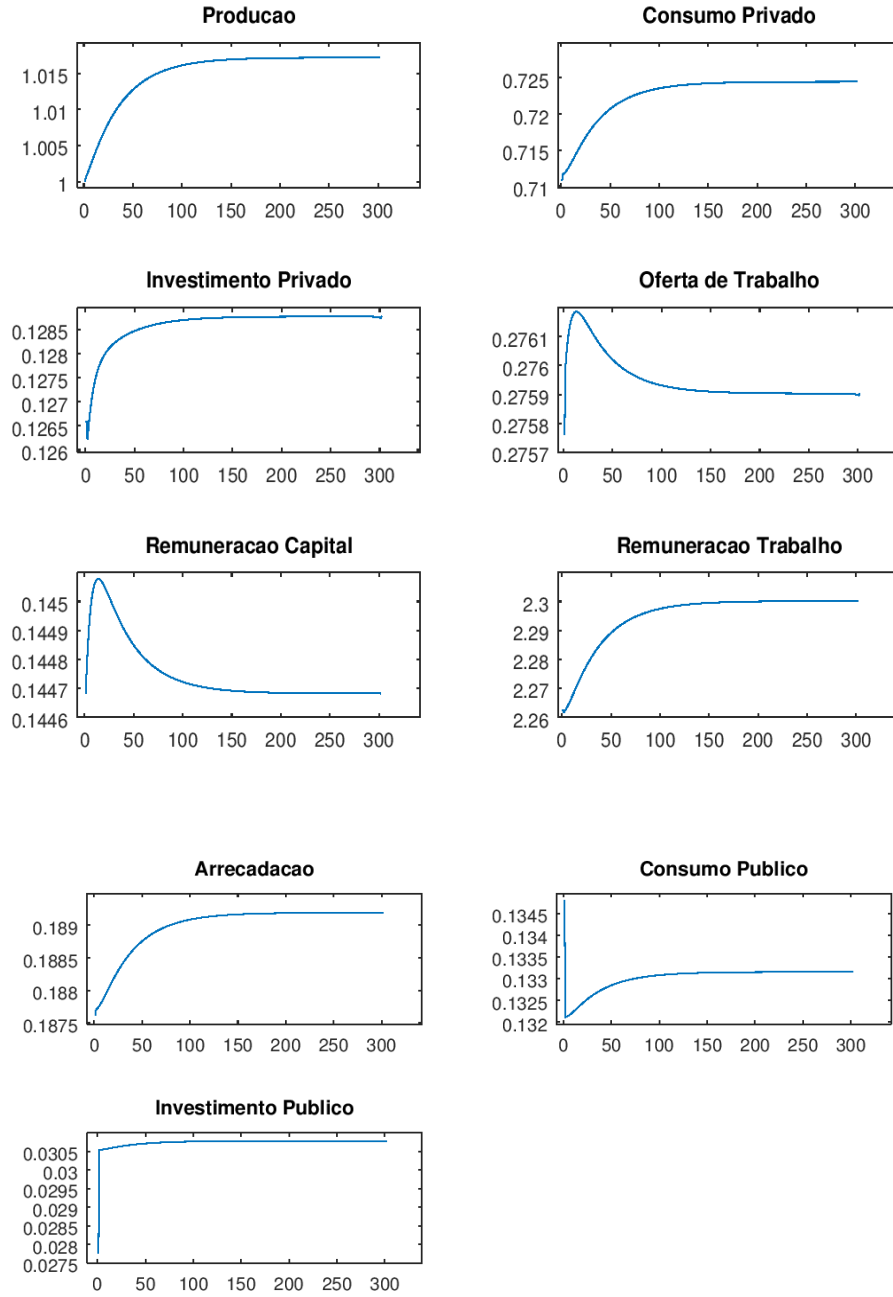 Producao
1.015
1.01
1.005
1
0 50 100 150 200 250 300
Consumo Privado
0.725
0.72
0.715
0.71
0 50 100 150 200 250 300
Investimento Privado
0.1285
0.128
0.1275
0.127
0.1265
0.126
0 50 100 150 200 250 300
Oferta de Trabalho
0.2761
0.276
0.2759
0.2758
0.2757
0 50 100 150 200 250 300
Remuneracao Capital
0.145
0.1449
0.1448
0.1447
0.1446
0 50 100 150 200 250 300
Remuneracao Trabalho
2.3
2.29
2.28
2.27
2.26
0 50 100 150 200 250 300
Arrecadacao
0.189
0.1885
0.188
0.1875
0 50 100 150 200 250 300
Consumo Publico
0.1345
0.134
0.1335
0.133
0.1325
0.132
0 50 100 150 200 250 300
Investimento Publico
0.0305
0.03
0.0295
0.029
0.0285
0.028
0.0275
0 50 100 150 200 250 300